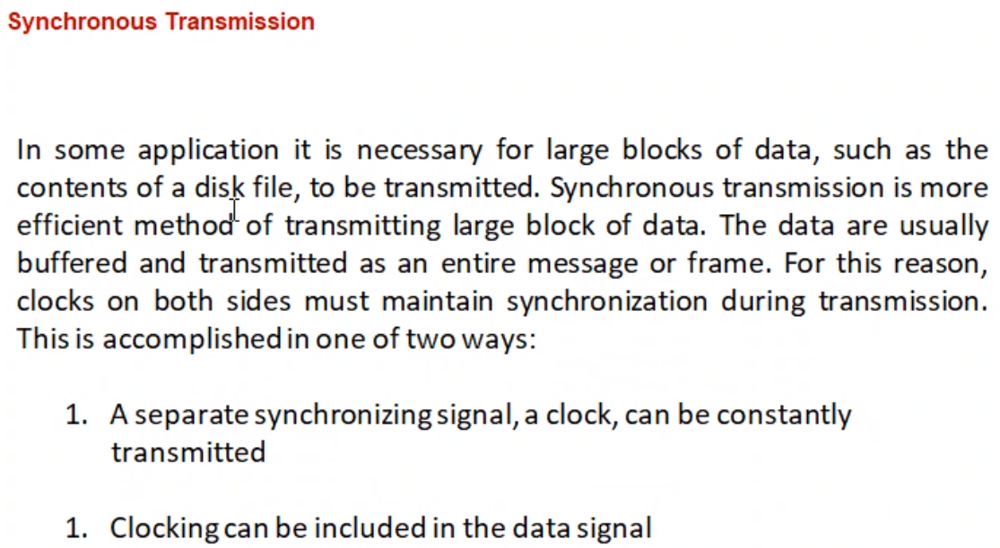 Synchronous Transmission
In some application it is necessary for large blocks of data, such as the
contents of a disk file, to be transmitted. Synchronous transmission is more
efficient method of transmitting large block of data. The data are usually
buffered and transmitted as an entire message or frame. For this reason,
clocks on both sides must maintain synchronization during transmission.
This is accomplished in one of two ways:
1. A separate synchronizing signal, a clock, can be constantly
transmitted
1. Clocking can be included in the data signal